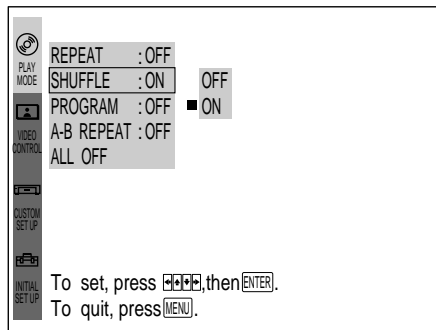 PLAY
MODE
VIDEO
CONTROL
CUSTOM
SET UP
INITIAL
SET UP
REPEAT :OFF
SHUFFLE :ON OFF
PROGRAM :OFF ■ ON
A-B REPEAT :OFF
ALL OFF
To set, press ←↑↓→,then ENTER.
To quit, press MENU.